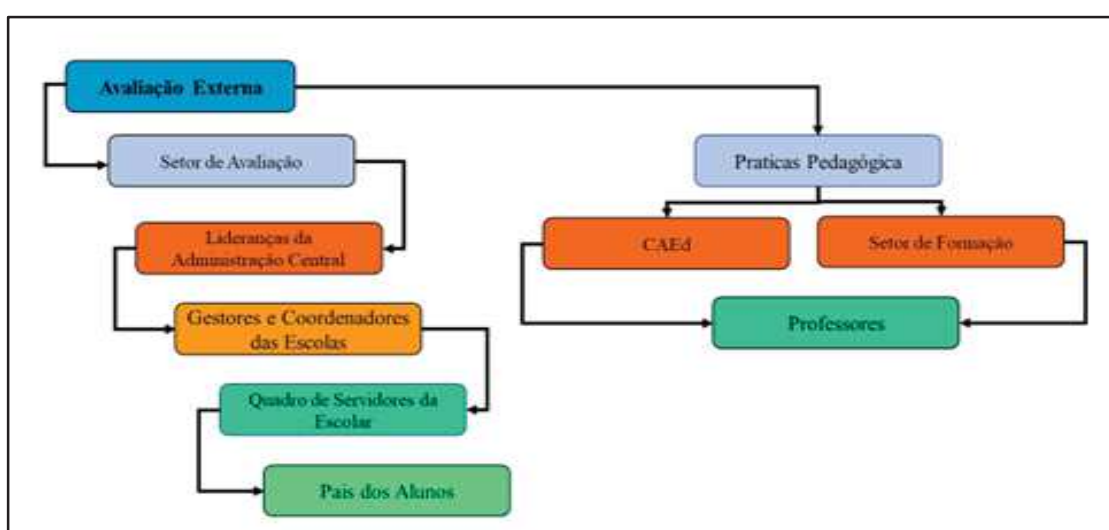 Avaliação Externa
Setor de Avaliação
Lideranças da
Administração Central
Gestores e Coordenadores
das Escolas
Quadro de Servidores da
Escolar
Pais dos Alunos
Praticas Pedagógica
CAEd
Setor de Formação
Professores